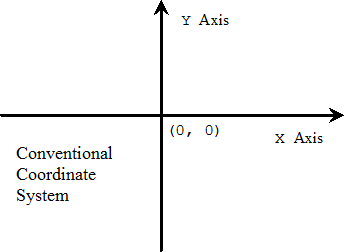 Y Axis
(0, 0)
X Axis
Conventional
Coordinate
System